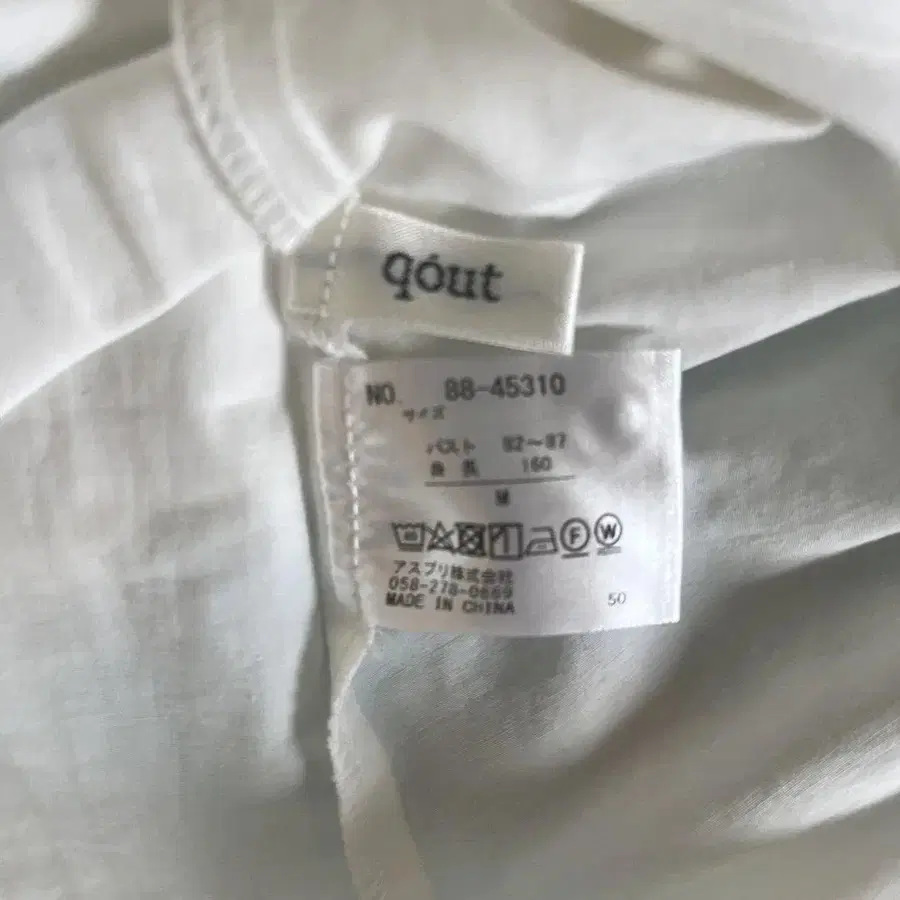 qóut
NO. 88-45310
サイズ
バスト 82~87
身長 160
M
F W
アスプリ株式会社
058-278-0669
MADE IN CHINA
50